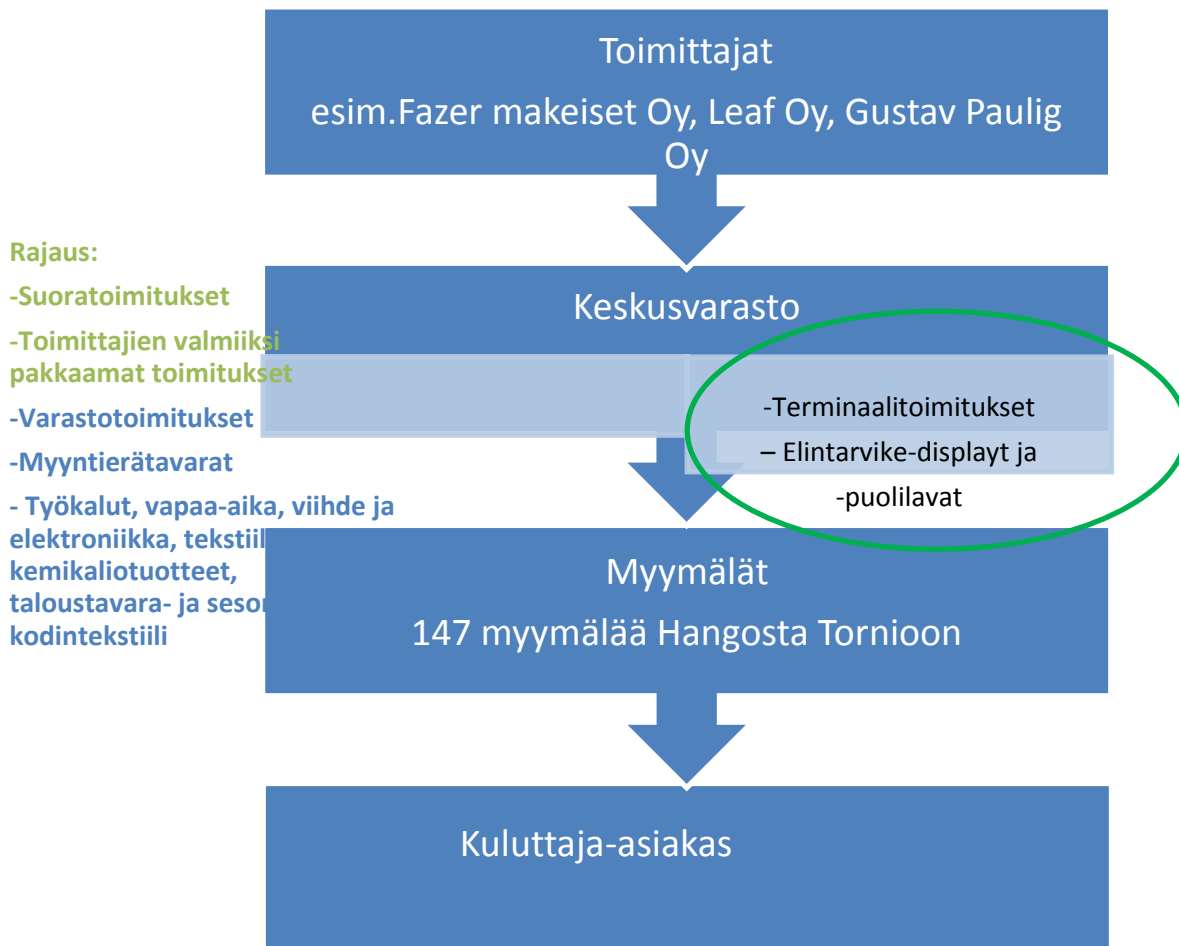 Toimittajat
esim.Fazer makeiset Oy, Leaf Oy, Gustav Paulig
Oy
Rajaus:
-Suoratoimitukset
-Toimittajien valmiiksi
pakkaamat toimitukset
-Varastotoimitukset
-Myyntierätavarat
- Työkalut, vapaa-aika, viihde ja
elektroniikka,
kemikaliotuotteet,
taloustavara- ja
kodintekstiili
Keskusvarasto
-Terminaalitoimitukset
– Elintarvike-displayt ja
-puolilavat
Myymälät
147 myymälää Hangosta Tornioon
Kuluttaja-asiakas